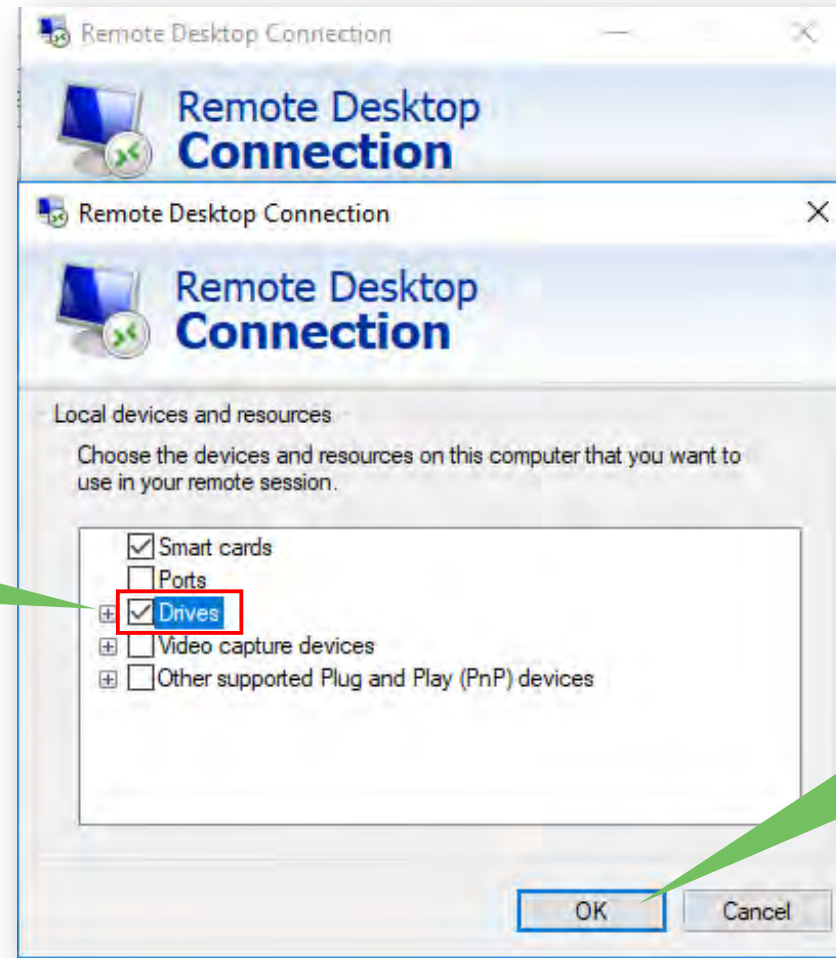 Remote Desktop Connection
Remote Desktop
Connection
Remote Desktop Connection
Remote Desktop
Connection
Local devices and resources
Choose the devices and resources on this computer that you want to
use in your remote session.
Smart cards
Ports
Drives
Video capture devices
Other supported Plug and Play (PnP) devices
OK Cancel